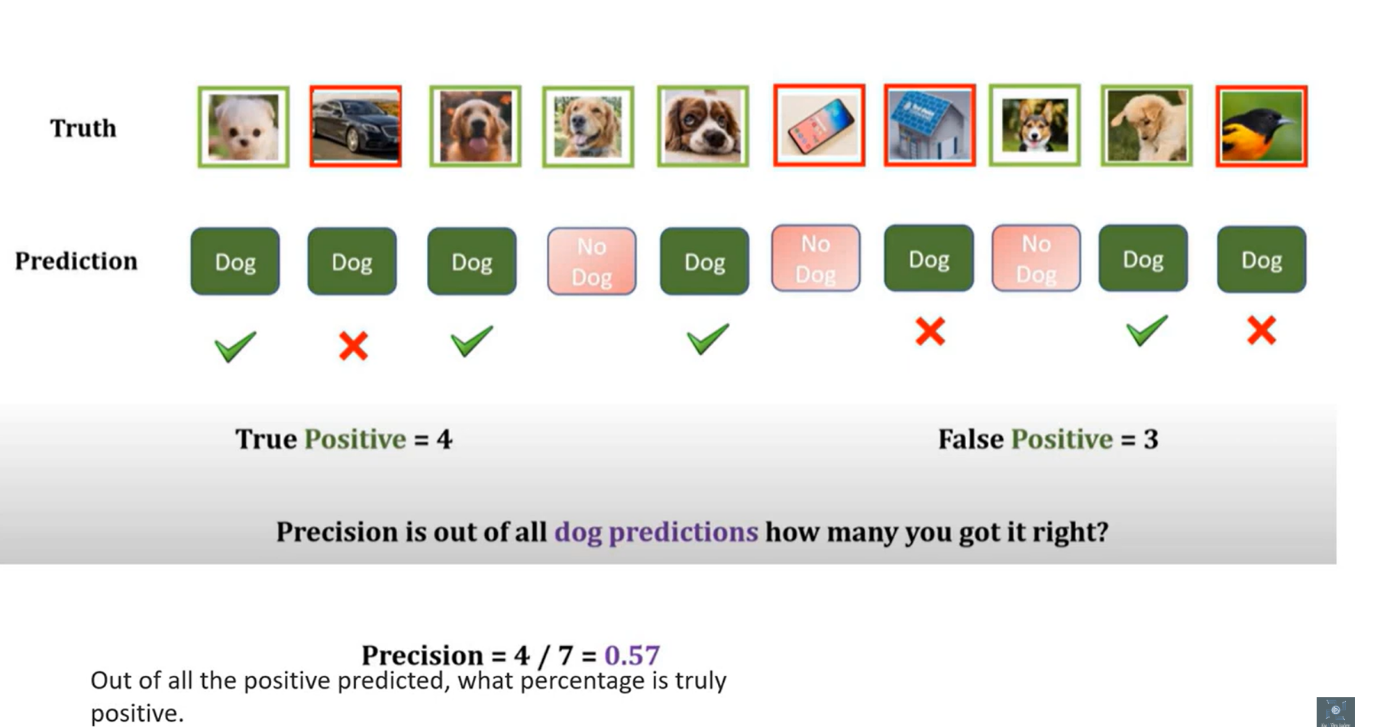 Truth
Prediction
Dog
Dog
Dog
No
Dog
Dog
No
Dog
Dog
No
Dog
Dog
Dog
True Positive = 4
False Positive = 3
Precision is out of all dog predictions how many you got it right?
Precision = 4 / 7 = 0.57
Out of all the positive predicted, what percentage is truly
positive.